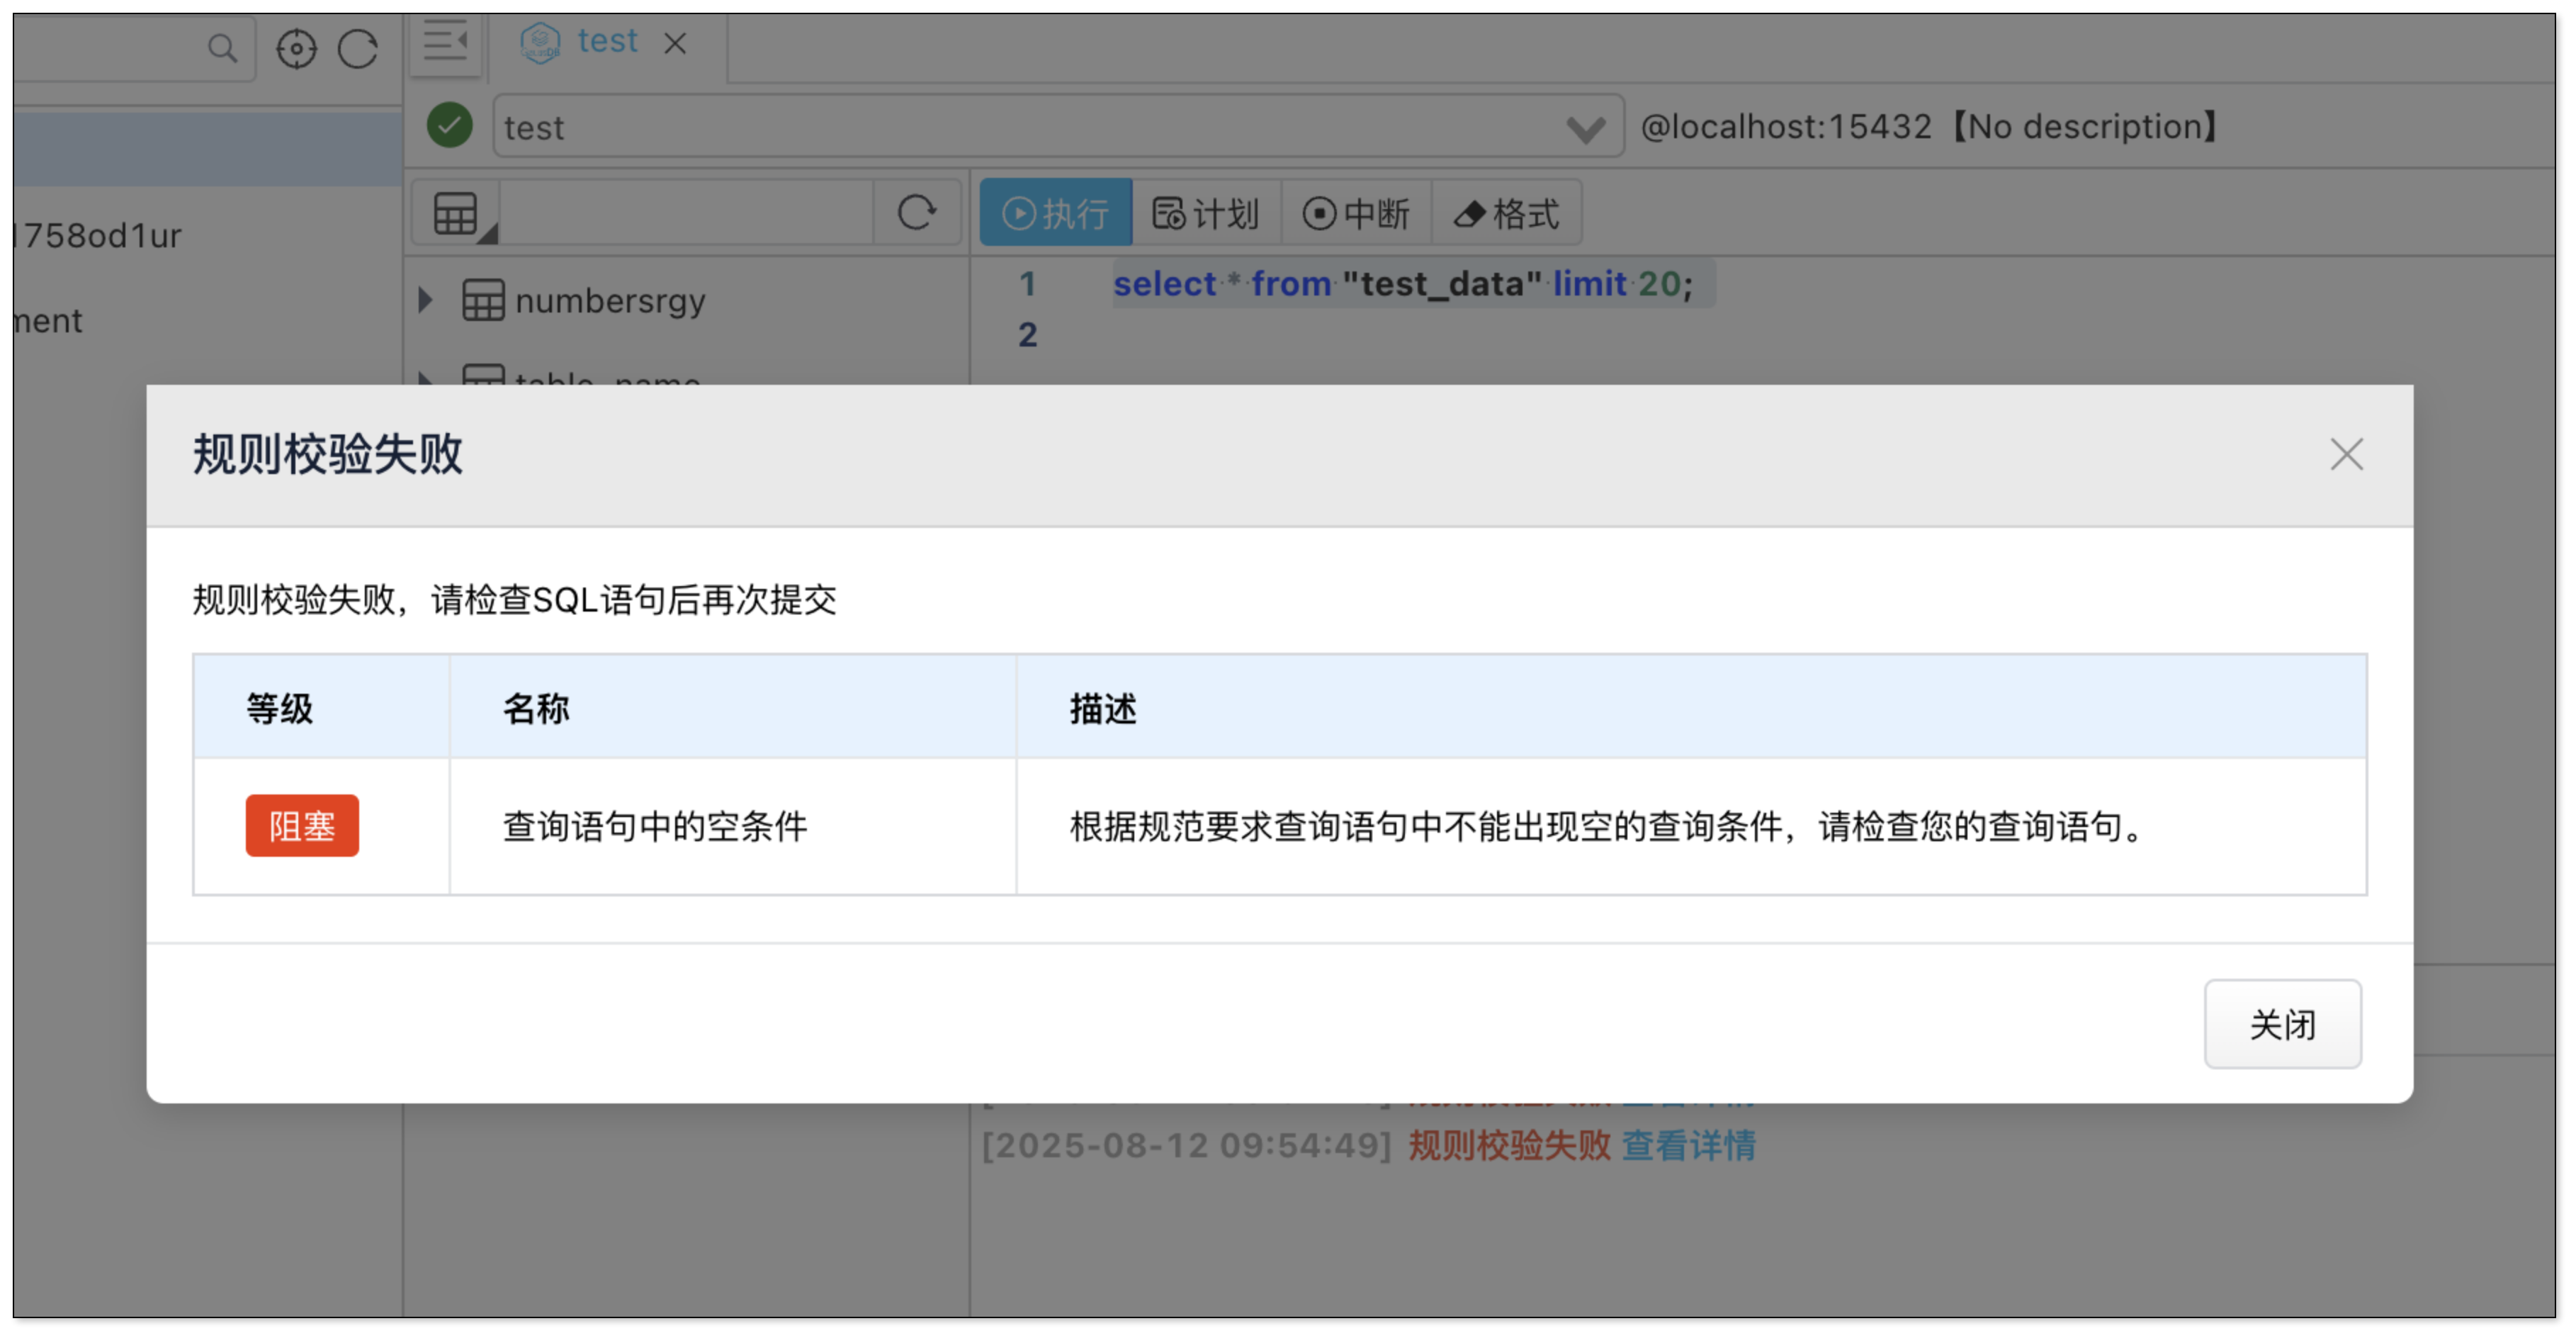 test
test
@localhost:15432【No description】
1758od1ur
执行 计划 中断 格式
numbersrgy
1 select * from "test_data" limit 20;
ment
2
table_name
规则校验失败
规则校验失败，请检查SQL语句后再次提交
等级 名称 描述
阻塞 查询语句中的空条件 根据规范要求查询语句中不能出现空的查询条件，请检查您的查询语句。
关闭
[2025-08-12 09:54:49] 规则校验失败 查看详情